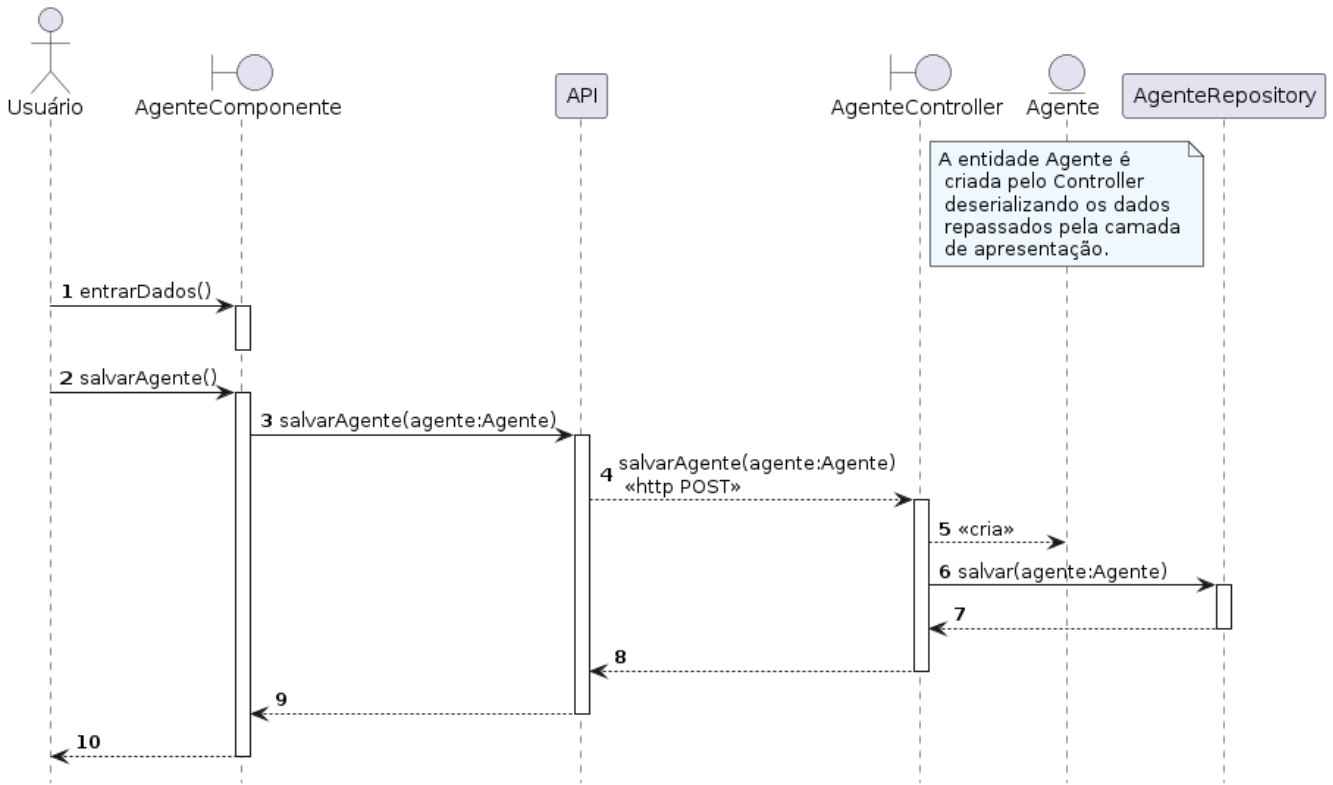 Usuário
AgenteComponente
API
AgenteController
Agente
AgenteRepository
A entidade Agente é
criada pelo Controller
deserializando os dados
repassados pela camada
de apresentação.
1 entrarDados()
2 salvarAgente()
3 salvarAgente(agente:Agente)
4 salvarAgente(agente:Agente)
«http POST»
5 «cria»
6 salvar(agente:Agente)
7
8
9
10